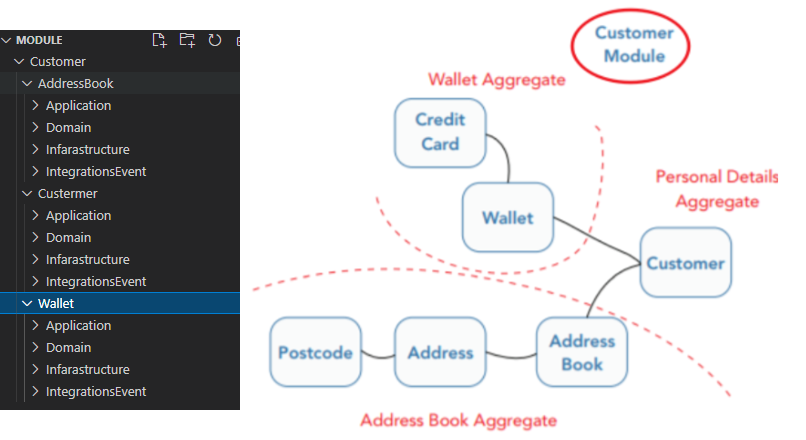 MODULE
Customer
AddressBook
Application
Domain
Infarastructure
IntegrationsEvent
Custermer
Application
Domain
Infarastructure
IntegrationsEvent
Wallet
Application
Domain
Infarastructure
IntegrationsEvent
Customer
Module
Wallet Aggregate
Credit
Card
Personal Details
Aggregate
Wallet
Customer
Postcode
Address
Address
Book
Address Book Aggregate